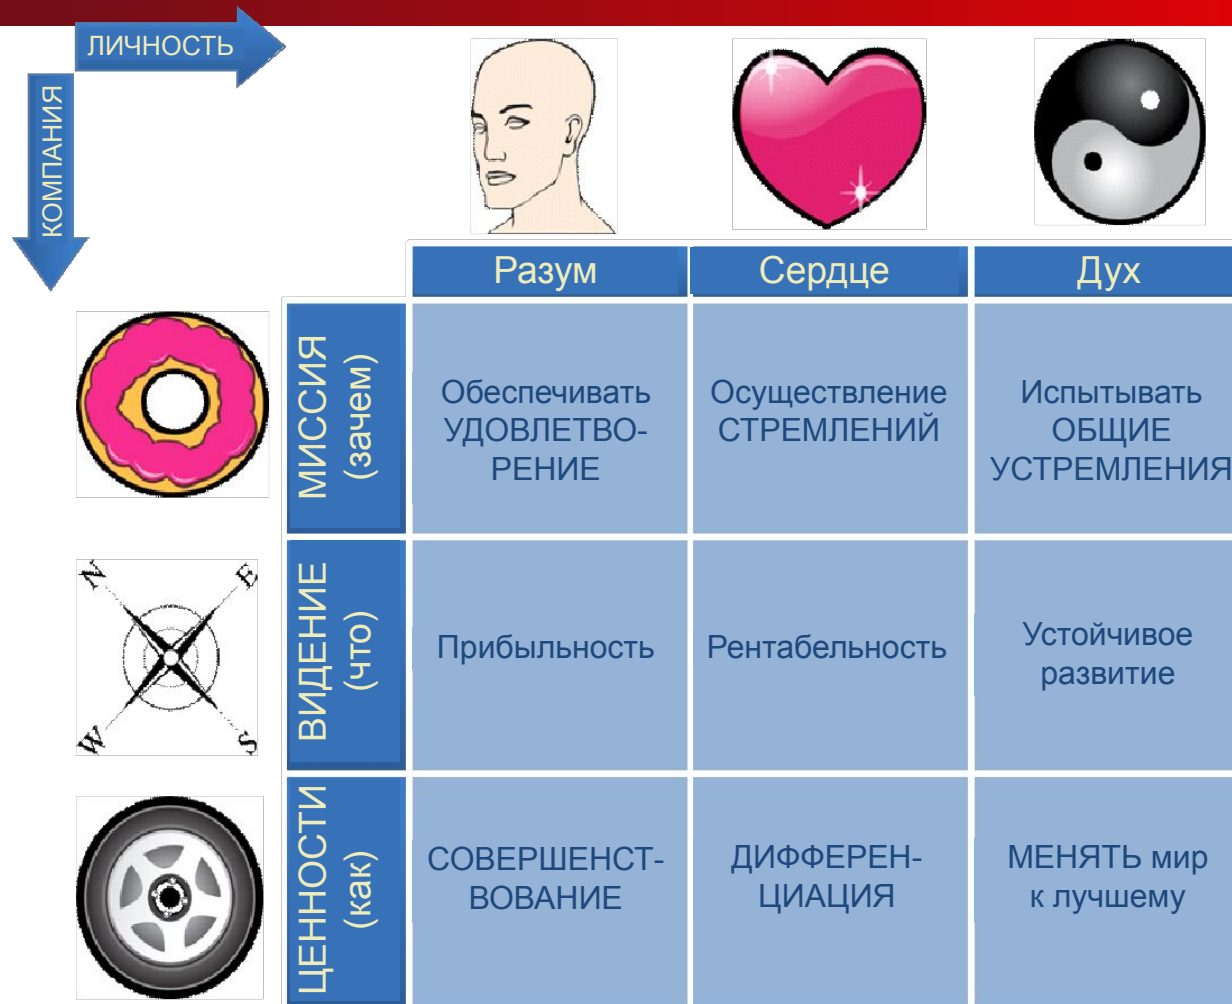 ЛИЧНОСТЬ
КОМПАНИЯ
Разум
Сердце
Дух
МИССИЯ
(зачем)
Обеспечивать
УДОВЛЕТВО-
РЕНИЕ
Осуществление
СТРЕМЛЕНИЙ
Испытывать
ОБЩИЕ
УСТРЕМЛЕНИЯ
N
E
W
S
ВИДЕНИЕ
(что)
Прибыльность
Рентабельность
Устойчивое
развитие
ЦЕННОСТИ
(как)
СОВЕРШЕНСТ-
ВОВАНИЕ
ДИФФЕРЕН-
ЦИАЦИЯ
МЕНЯТЬ мир
к лучшему